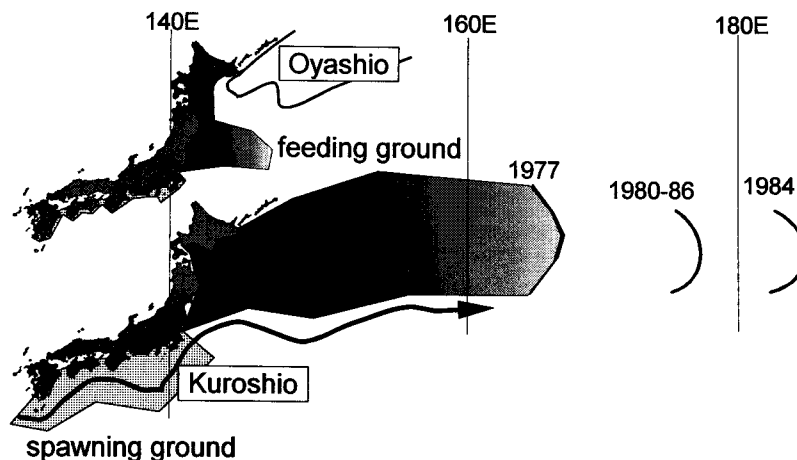 140E
160E
180E
Oyashio
feeding ground
1977
1980-86
1984
Kuroshio
spawning ground